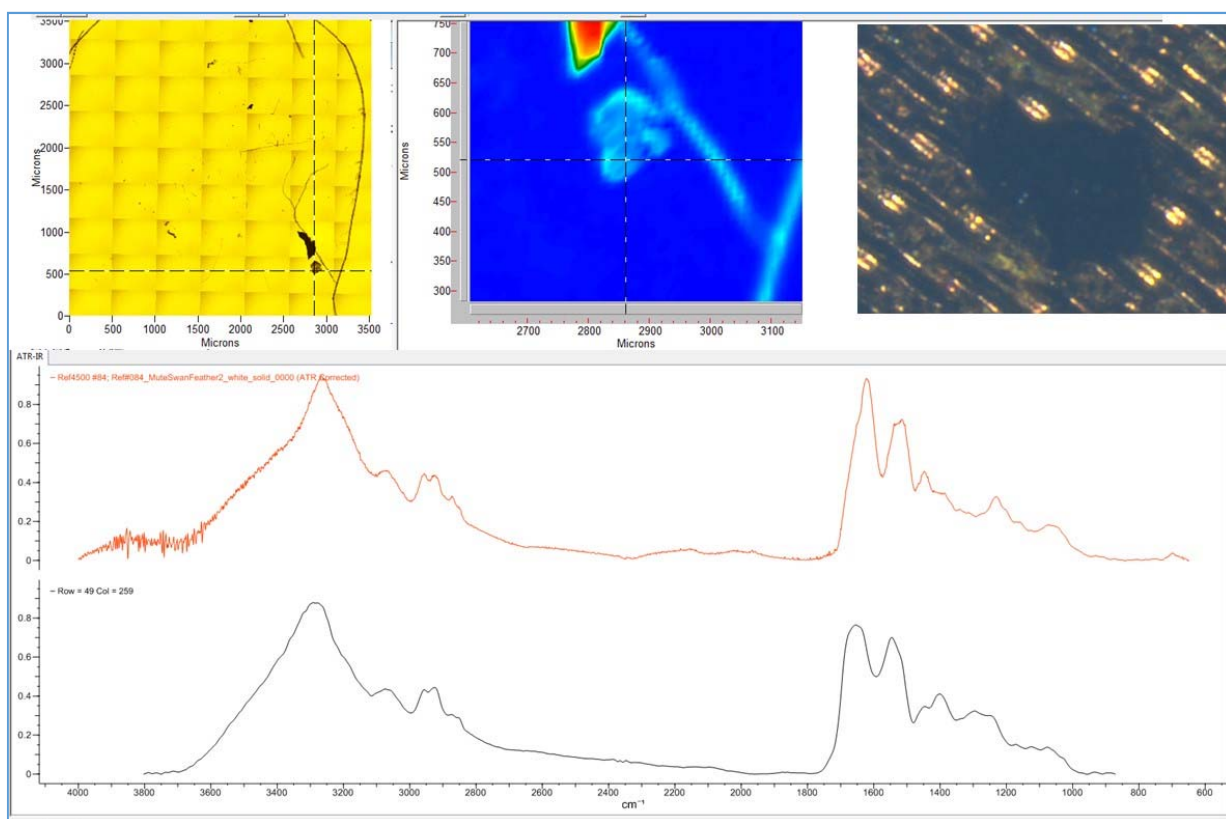 3500
3000
2500
2000
1500
1000
500
0
Microns
0 500 1000 1500 2000 2500 3000 3500
Microns
750
700
650
600
550
500
450
400
350
300
Microns
2700 2800 2900 3000 3100
Microns
ATR-IR
– Ref4500 #84; Ref#084_MuteSwanFeather2_white_solid_0000 (ATR Corrected)
0.8
0.6
0.4
0.2
0
– Row = 49 Col = 259
0.8
0.6
0.4
0.2
0
4000 3800 3600 3400 3200 3000 2800 2600 2400 2200 2000 1800 1600 1400 1200 1000 800 600
cm⁻¹